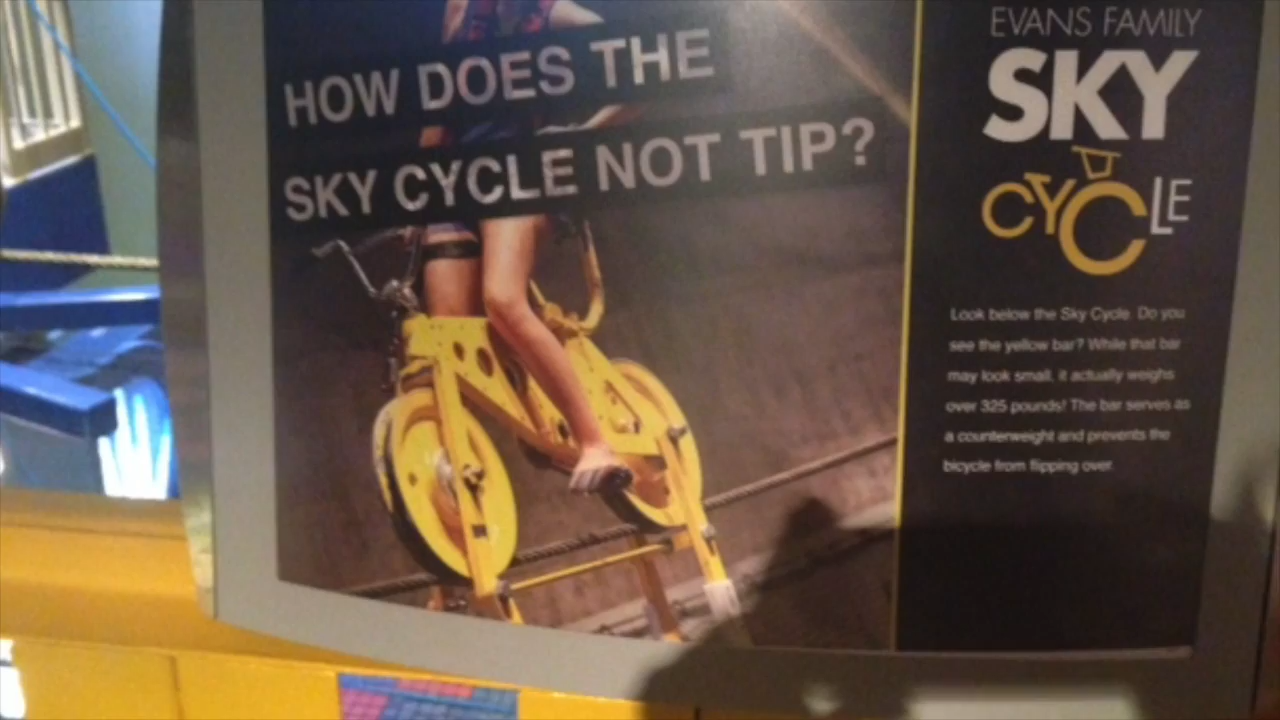 HOW DOES THE
SKY CYCLE NOT TIP?
EVANS FAMILY
SKY
CYCLE
Look below the Sky Cycle. Do you
see the yellow bar? While that bar
may look small, it actually weighs
over 325 pounds! The bar serves as
a counterweight and prevents the
bicycle from flipping over.